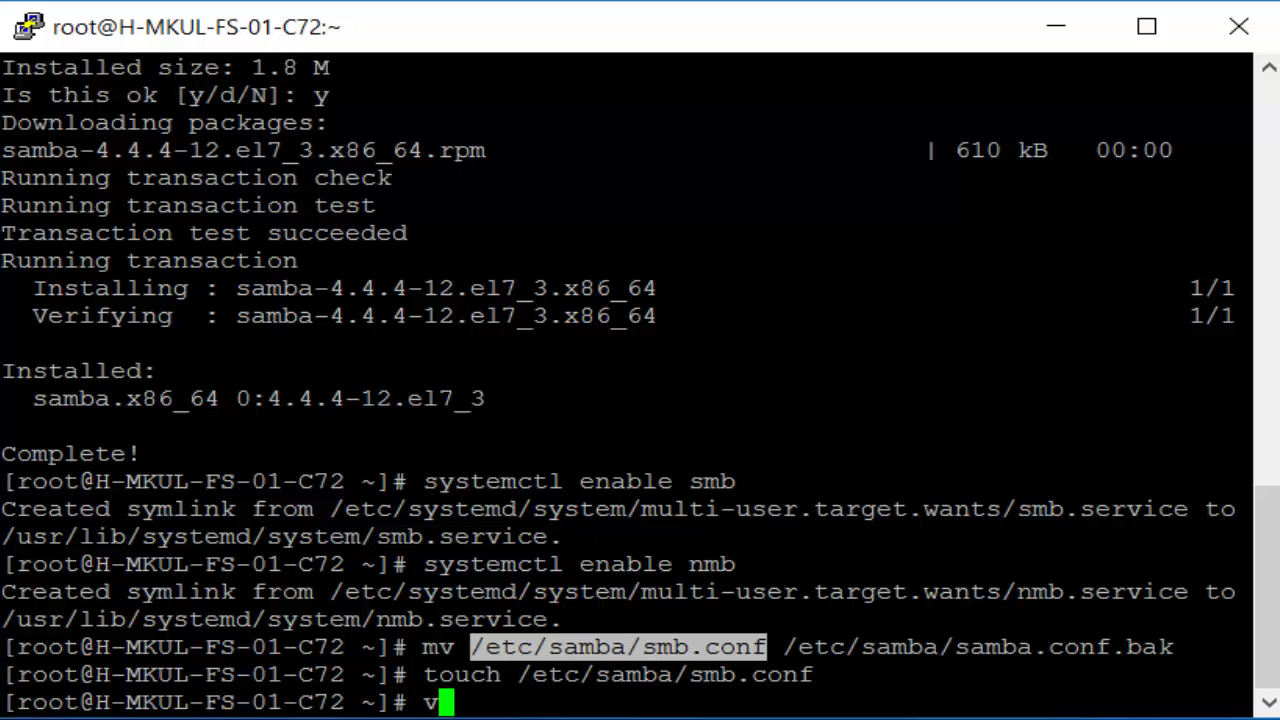 root@H-MKUL-FS-01-C72:~
Installed size: 1.8 M
Is this ok [y/d/N]: y
Downloading packages:
samba-4.4.4-12.el7_3.x86_64.rpm | 610 kB 00:00
Running transaction check
Running transaction test
Transaction test succeeded
Running transaction
Installing : samba-4.4.4-12.el7_3.x86_64 1/1
Verifying : samba-4.4.4-12.el7_3.x86_64 1/1
Installed:
samba.x86_64 0:4.4.4-12.el7_3
Complete!
[root@H-MKUL-FS-01-C72 ~]# systemctl enable smb
Created symlink from /etc/systemd/system/multi-user.target.wants/smb.service to
/usr/lib/systemd/system/smb.service.
[root@H-MKUL-FS-01-C72 ~]# systemctl enable nmb
Created symlink from /etc/systemd/system/multi-user.target.wants/nmb.service to
/usr/lib/systemd/system/nmb.service.
[root@H-MKUL-FS-01-C72 ~]# mv /etc/samba/smb.conf /etc/samba/samba.conf.bak
[root@H-MKUL-FS-01-C72 ~]# touch /etc/samba/smb.conf
[root@H-MKUL-FS-01-C72 ~]# v